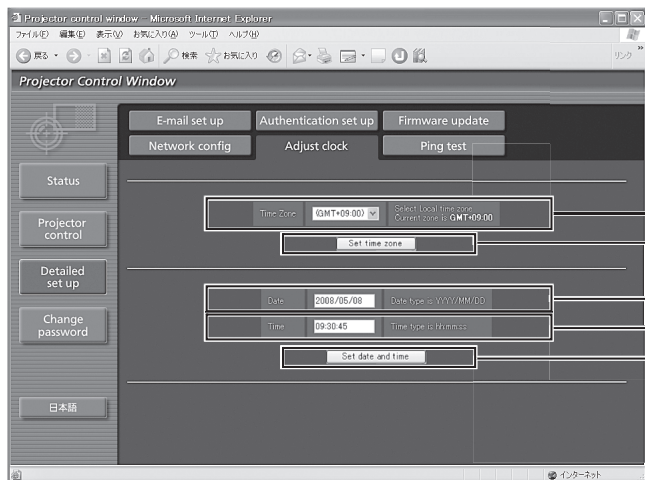 Projector control window - Microsoft Internet Explorer
ファイル(F) 編集(E) 表示(V) お気に入り(A) ツール(T) ヘルプ(H)
戻る 検索 お気に入り リンク »
Projector Control Window
E-mail set up Authentication set up Firmware update
Network config Adjust clock Ping test
Status
Time Zone (GMT+09:00) Select Local time zone.
Current zone is GMT+09:00
Projector
control
Set time zone
Detailed
set up
Date 2008/05/08 Date type is YYYY/MM/DD
Change
password
Time 09:30:45 Time type is hh:mm:ss
Set date and time
日本語
インターネット